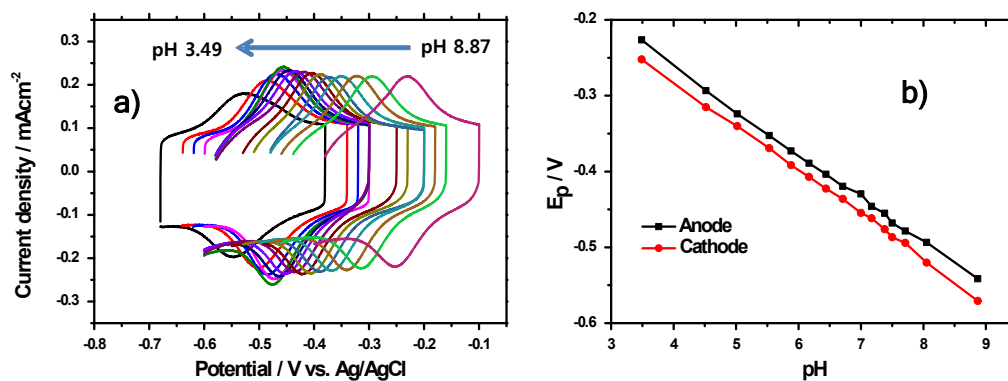 pH 3.49
pH 8.87
a)
0.3
0.2
0.1
0.0
-0.1
-0.2
-0.3
-0.8
-0.7
-0.6
-0.5
-0.4
-0.3
-0.2
-0.1
Current density / mAcm-2
Potential / V vs. Ag/AgCl
b)
-0.2
-0.3
-0.4
-0.5
-0.6
Anode
Cathode
3
4
5
6
7
8
9
Ep / V
pH